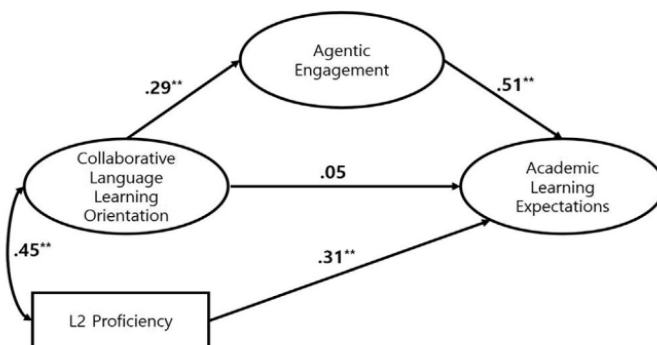 Agentic
Engagement
.29**
.51**
Collaborative
Language
Learning
Orientation
.05
Academic
Learning
Expectations
.45**
.31**
L2 Proficiency